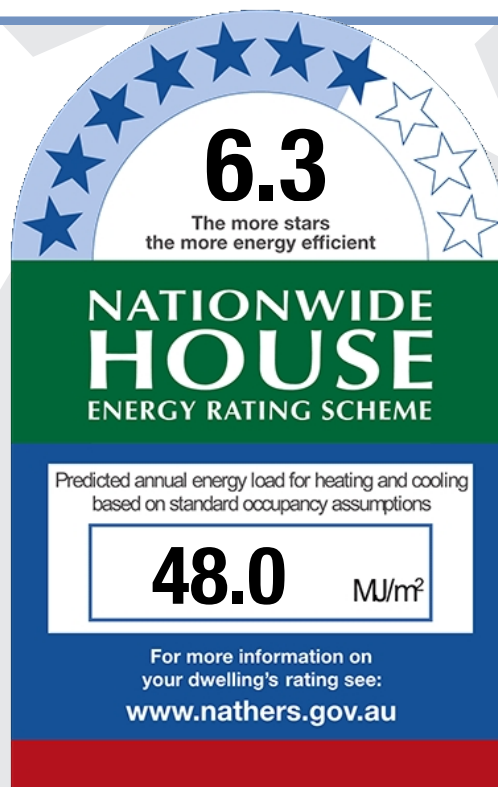 6.3
The more stars
the more energy efficient
NATIONWIDE
HOUSE
ENERGY RATING SCHEME
Predicted annual energy load for heating and cooling
based on standard occupancy assumptions
48.0 MJ/m²
For more information on
your dwelling's rating see:
www.nathers.gov.au